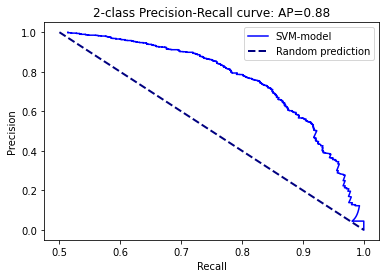 2-class Precision-Recall curve: AP=0.88
SVM-model
Random prediction
Precision
1.0
0.8
0.6
0.4
0.2
0.0
0.5 0.6 0.7 0.8 0.9 1.0
Recall